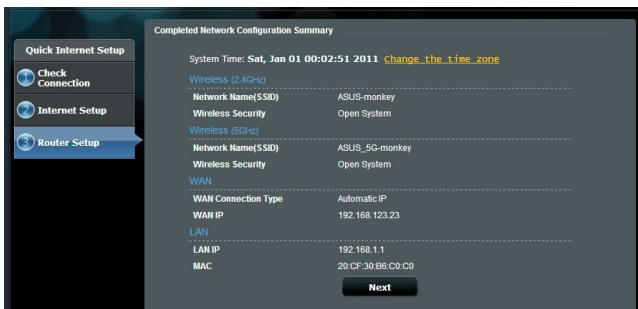 Completed Network Configuration Summary
Quick Internet Setup
1 Check Connection
2 Internet Setup
3 Router Setup
System Time: Sat, Jan 01 00:02:51 2011 Change the time zone
Wireless (2.4GHz)
Network Name(SSID) ASUS-monkey
Wireless Security Open System
Wireless (5GHz)
Network Name(SSID) ASUS_5G-monkey
Wireless Security Open System
WAN
WAN Connection Type Automatic IP
WAN IP 192.168.123.23
LAN
LAN IP 192.168.1.1
MAC 20:CF:30:B6:C0:C0
Next